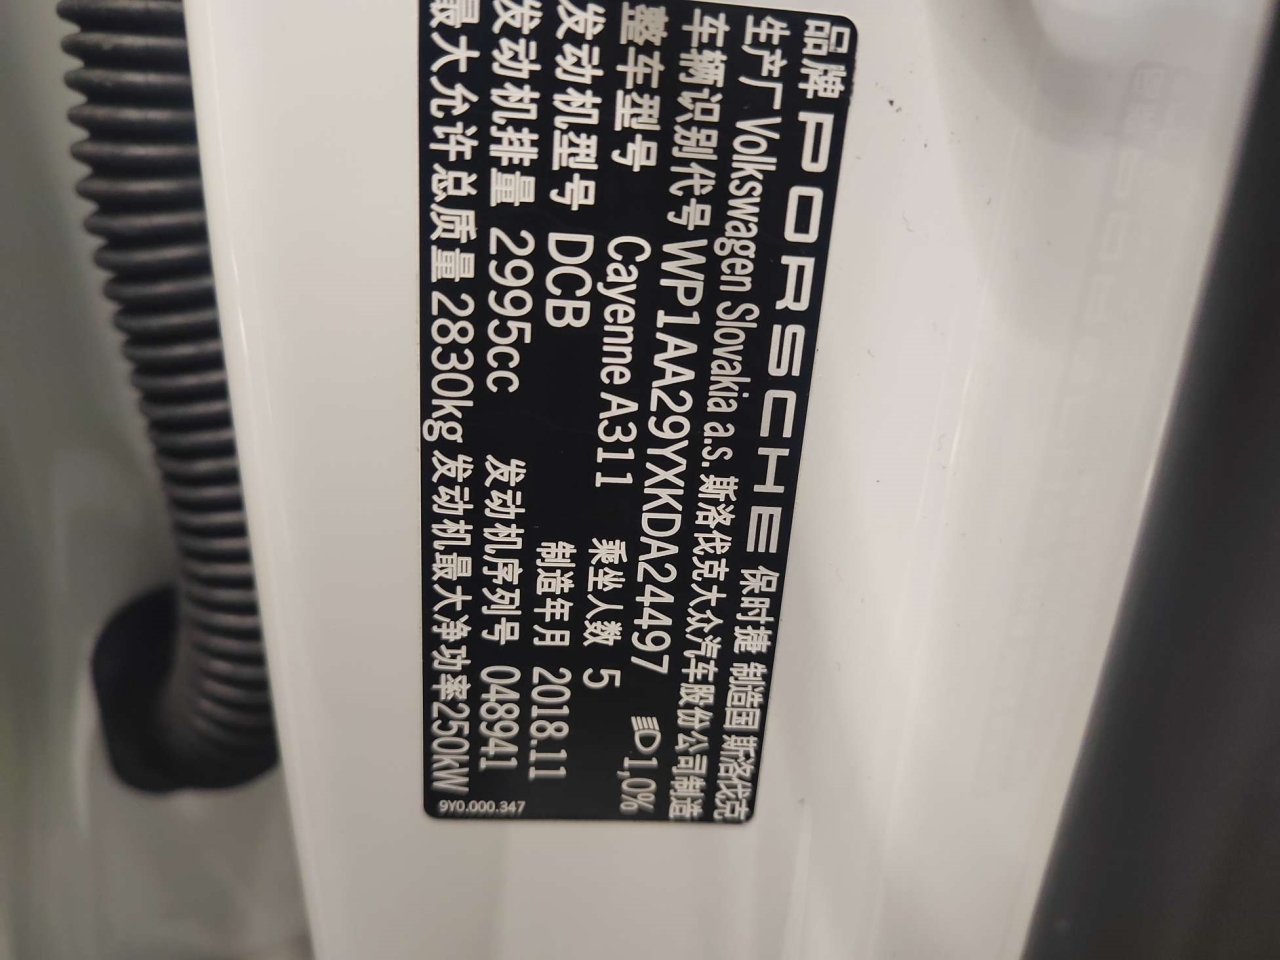 品牌 PORSCHE 保时捷 制造国 斯洛伐克
生产厂 Volkswagen Slovakia a.s. 斯洛伐克大众汽车股份公司制造
车辆识别代号 WP1AA29YXKDA24497 1,0%
整车型号 Cayenne A311 乘坐人数 5
发动机型号 DCB 制造年月 2018.11
发动机排量 2995cc 发动机序列号 048941
最大允许总质量 2830kg 发动机最大净功率250kW
9Y0.000.347